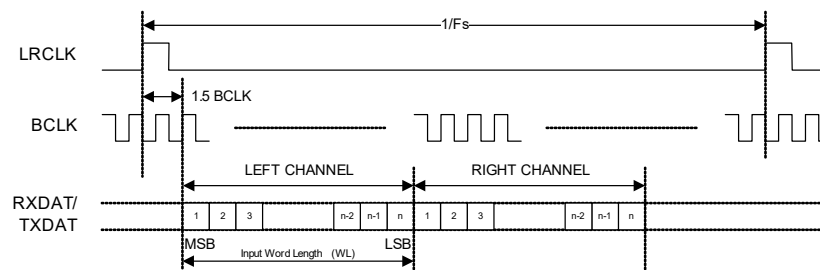 1/Fs
LRCLK
1.5 BCLK
BCLK
LEFT CHANNEL RIGHT CHANNEL
RXDAT/
TXDAT
1 2 3 n-2 n-1 n 1 2 3 n-2 n-1 n
MSB LSB
Input Word Length (WL)